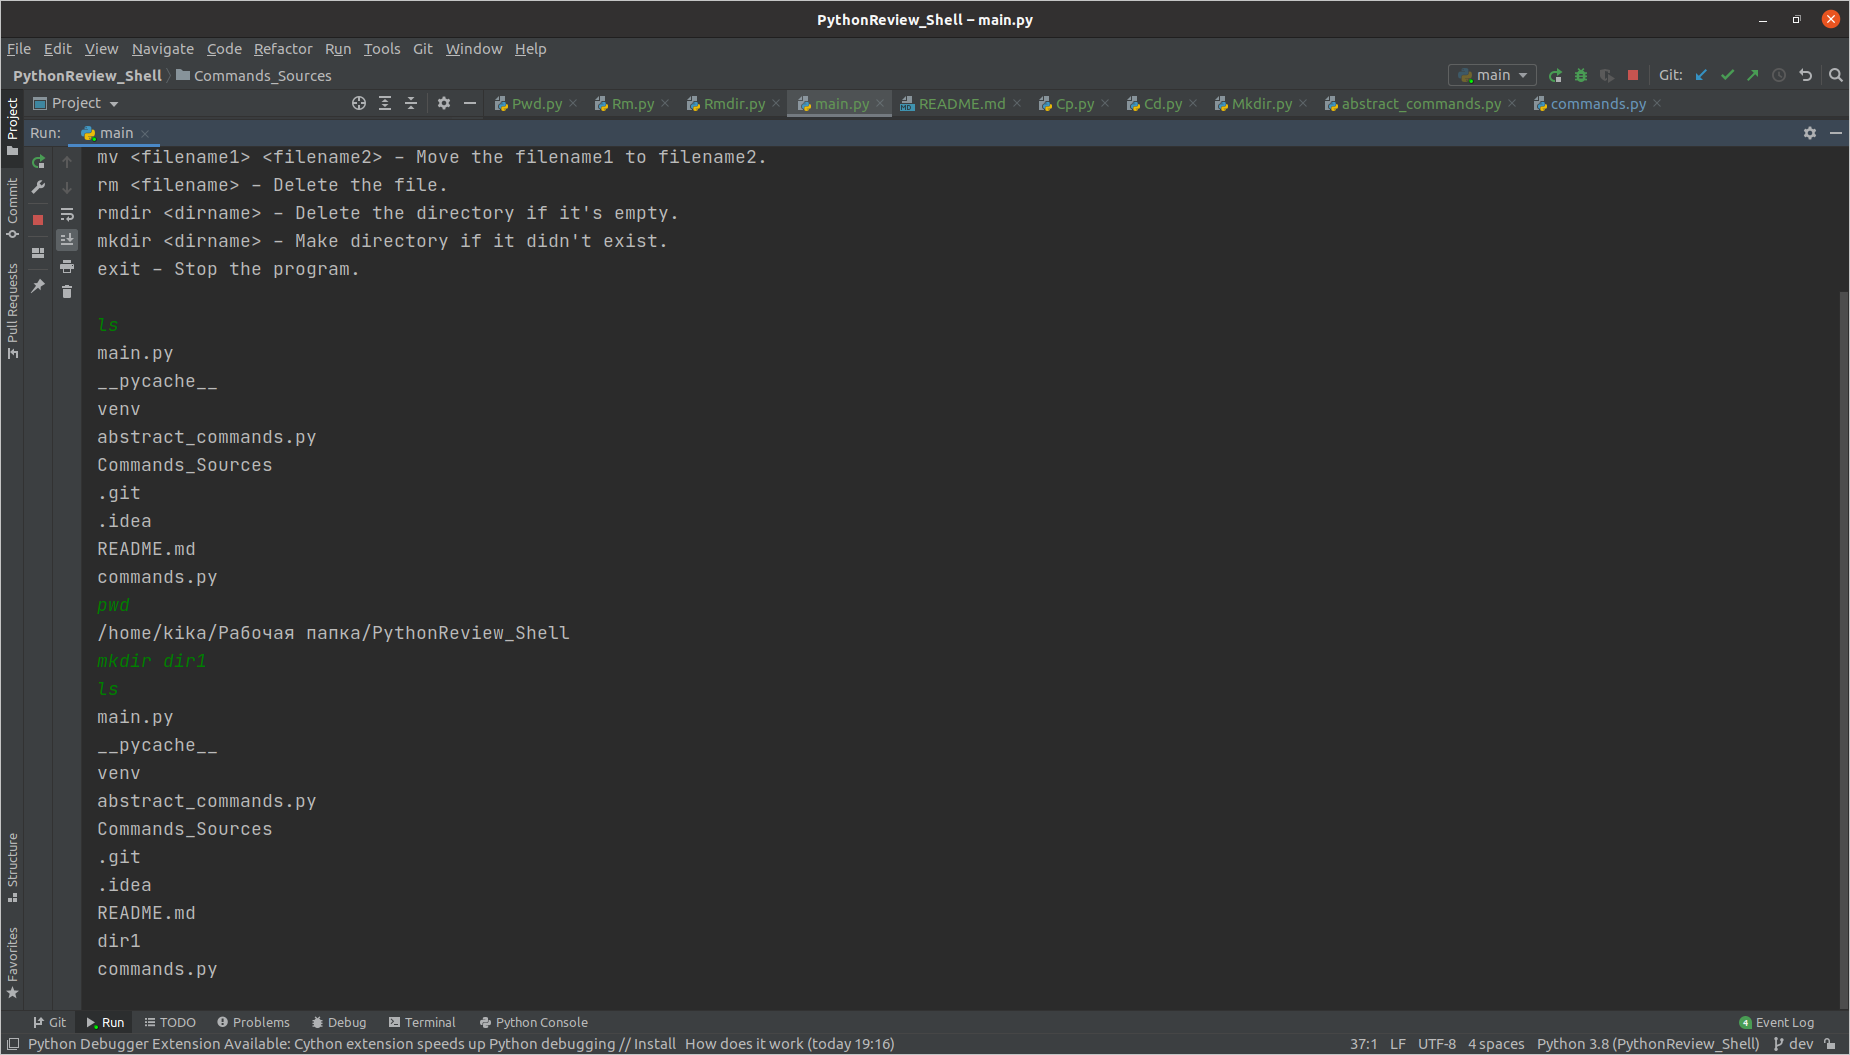 PythonReview_Shell – main.py
File Edit View Navigate Code Refactor Run Tools Git Window Help
PythonReview_Shell Commands_Sources
main Git:
Project Pwd.py Rm.py Rmdir.py main.py README.md Cp.py Cd.py Mkdir.py abstract_commands.py commands.py
Run: main
Project
Commit
Pull Requests
Structure
Favorites
mv <filename1> <filename2> – Move the filename1 to filename2.
rm <filename> – Delete the file.
rmdir <dirname> – Delete the directory if it's empty.
mkdir <dirname> – Make directory if it didn't exist.
exit – Stop the program.
ls
main.py
__pycache__
venv
abstract_commands.py
Commands_Sources
.git
.idea
README.md
commands.py
pwd
/home/kika/Рабочая папка/PythonReview_Shell
mkdir dir1
ls
main.py
__pycache__
venv
abstract_commands.py
Commands_Sources
.git
.idea
README.md
dir1
commands.py
Git Run TODO Problems Debug Terminal Python Console 4 Event Log
Python Debugger Extension Available: Cython extension speeds up Python debugging // Install How does it work (today 19:16) 37:1 LF UTF-8 4 spaces Python 3.8 (PythonReview_Shell) dev